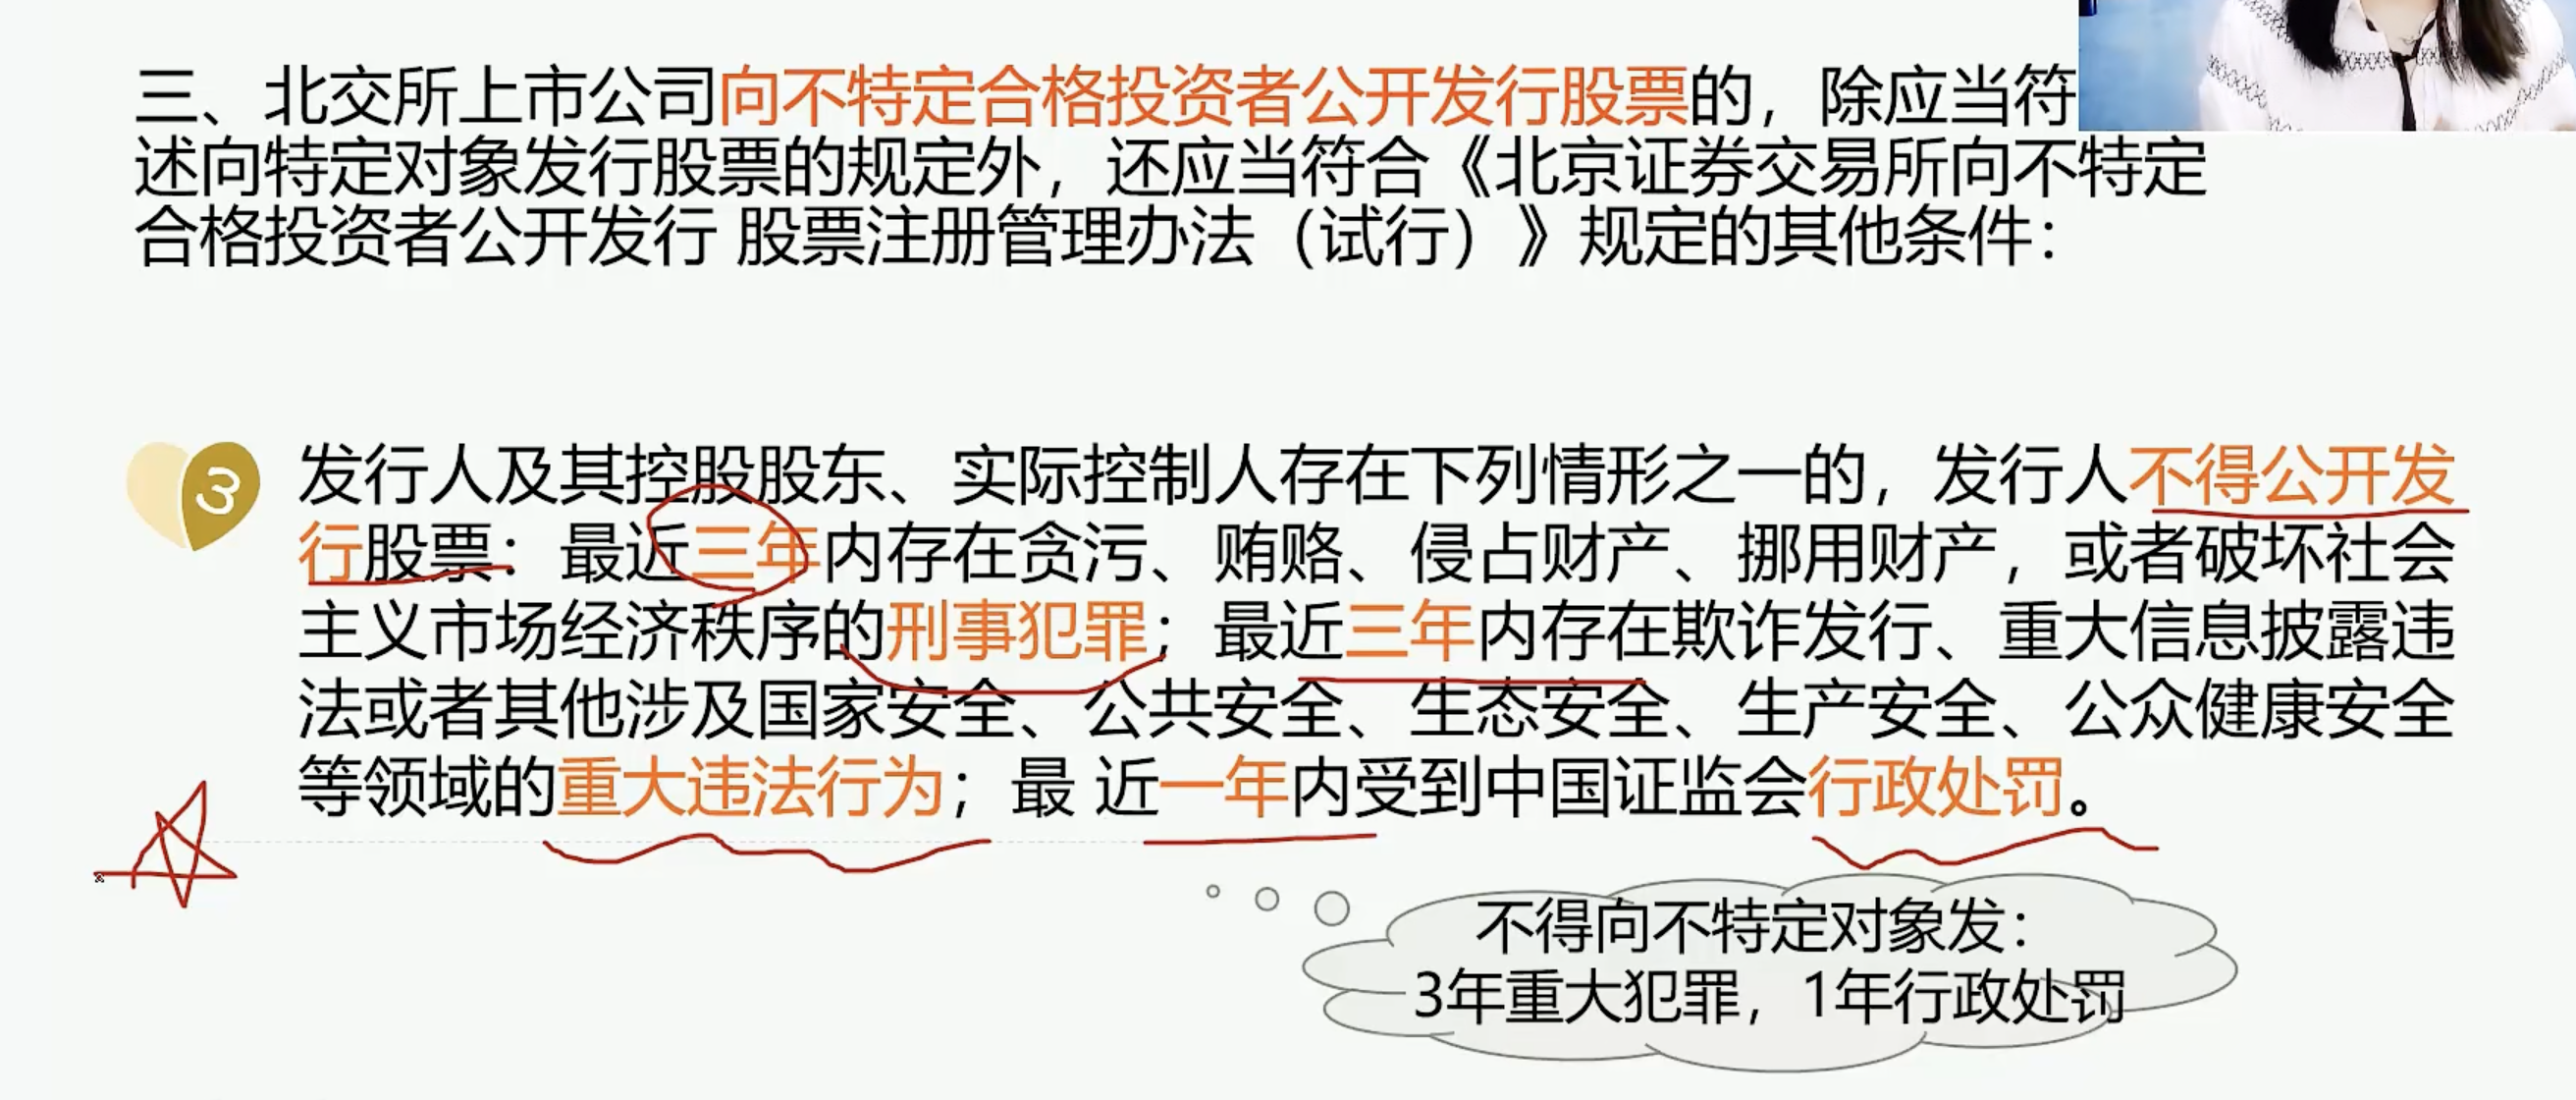 三、北交所上市公司向不特定合格投资者公开发行股票的，除应当符
述向特定对象发行股票的规定外，还应当符合《北京证券交易所向不特定
合格投资者公开发行 股票注册管理办法（试行）》规定的其他条件：
3
发行人及其控股股东、实际控制人存在下列情形之一的，发行人不得公开发
行股票：最近三年内存在贪污、贿赂、侵占财产、挪用财产，或者破坏社会
主义市场经济秩序的刑事犯罪；最近三年内存在欺诈发行、重大信息披露违
法或者其他涉及国家安全、公共安全、生态安全、生产安全、公众健康安全
等领域的重大违法行为；最 近一年内受到中国证监会行政处罚。
不得向不特定对象发：
3年重大犯罪，1年行政处罚